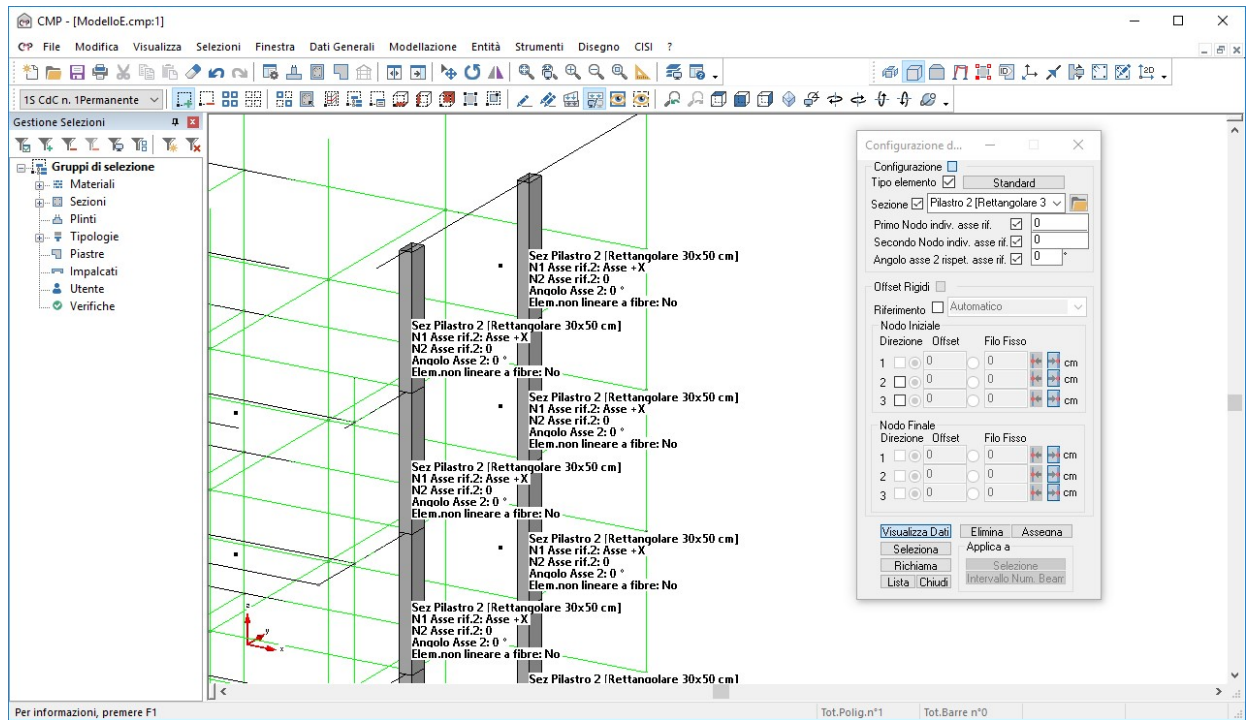 CMP - [ModelloE.cmp:1]
File Modifica Visualizza Selezioni Finestra Dati Generali Modellazione Entità Strumenti Disegno CISI ?
1S CdC n. 1Permanente
Gestione Selezioni
Gruppi di selezione
Materiali
Sezioni
Plinti
Tipologie
Piastre
Impalcati
Utente
Verifiche
Sez Pilastro 2 [Rettangolare 30x50 cm]
N1 Asse rif.2: Asse +X
N2 Asse rif.2: 0
Angolo Asse 2: 0 °
Elem.non lineare a fibre: No
Sez Pilastro 2 [Rettangolare 30x50 cm]
N1 Asse rif.2: Asse +X
N2 Asse rif.2: 0
Angolo Asse 2: 0 °
Elem.non lineare a fibre: No
Sez Pilastro 2 [Rettangolare 30x50 cm]
N1 Asse rif.2: Asse +X
N2 Asse rif.2: 0
Angolo Asse 2: 0 °
Elem.non lineare a fibre: No
Sez Pilastro 2 [Rettangolare 30x50 cm]
N1 Asse rif.2: Asse +X
N2 Asse rif.2: 0
Angolo Asse 2: 0 °
Elem.non lineare a fibre: No
Sez Pilastro 2 [Rettangolare 30x50 cm]
N1 Asse rif.2: Asse +X
N2 Asse rif.2: 0
Angolo Asse 2: 0 °
Elem.non lineare a fibre: No
Sez Pilastro 2 [Rettangolare 30x50 cm]
N1 Asse rif.2: Asse +X
N2 Asse rif.2: 0
Angolo Asse 2: 0 °
Elem.non lineare a fibre: No
Sez Pilastro 2 [Rettangolare 30x50 cm]
z
y
x
Configurazione d...
Configurazione
Tipo elemento Standard
Sezione Pilastro 2 [Rettangolare 3
Primo Nodo indiv. asse rif. 0
Secondo Nodo indiv. asse rif. 0
Angolo asse 2 rispet. asse rif. 0 °
Offset Rigidi
Riferimento Automatico
Nodo Iniziale
Direzione Offset Filo Fisso
1 0 0 cm
2 0 0 cm
3 0 0 cm
Nodo Finale
Direzione Offset Filo Fisso
1 0 0 cm
2 0 0 cm
3 0 0 cm
Visualizza Dati Elimina Assegna
Seleziona Applica a
Richiama Selezione
Lista Chiudi Intervallo Num. Beam
Per informazioni, premere F1 Tot.Polig.n°1 Tot.Barre n°0